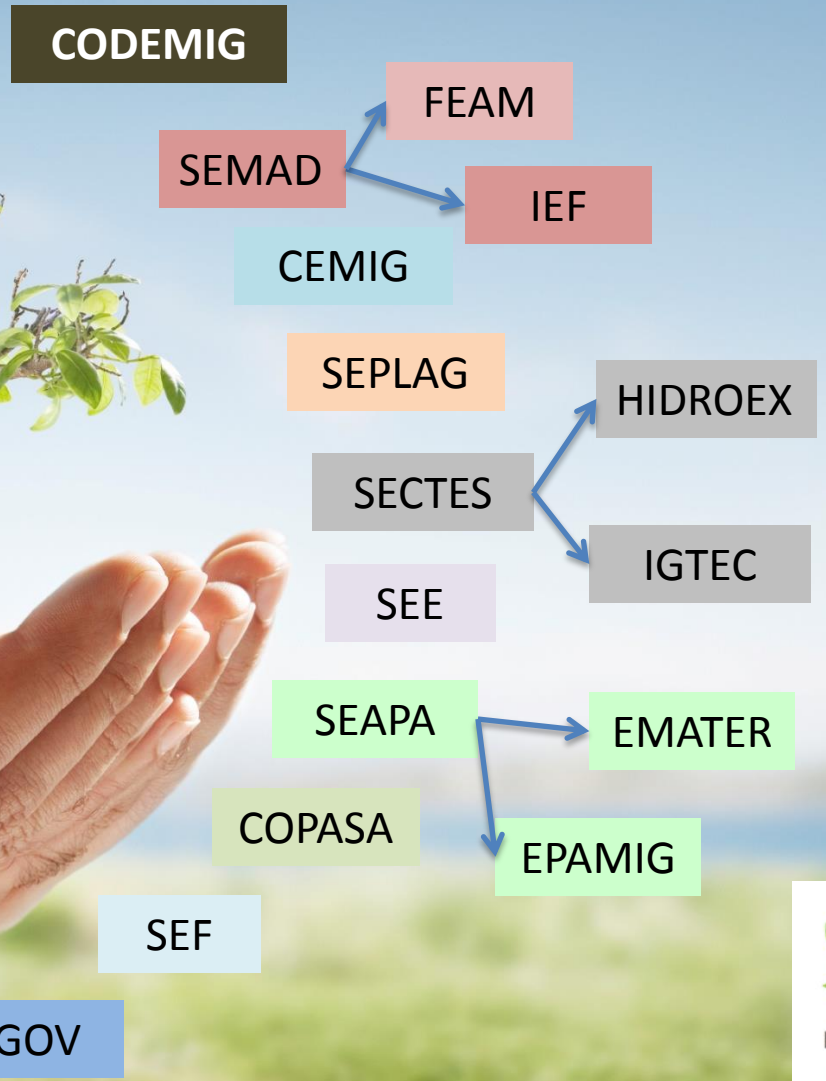 CODEMIG
FEAM
SEMAD
IEF
CEMIG
SEPLAG
HIDROEX
SECTES
IGTEC
SEE
SEAPA
EMATER
COPASA
EPAMIG
SEF
GOV